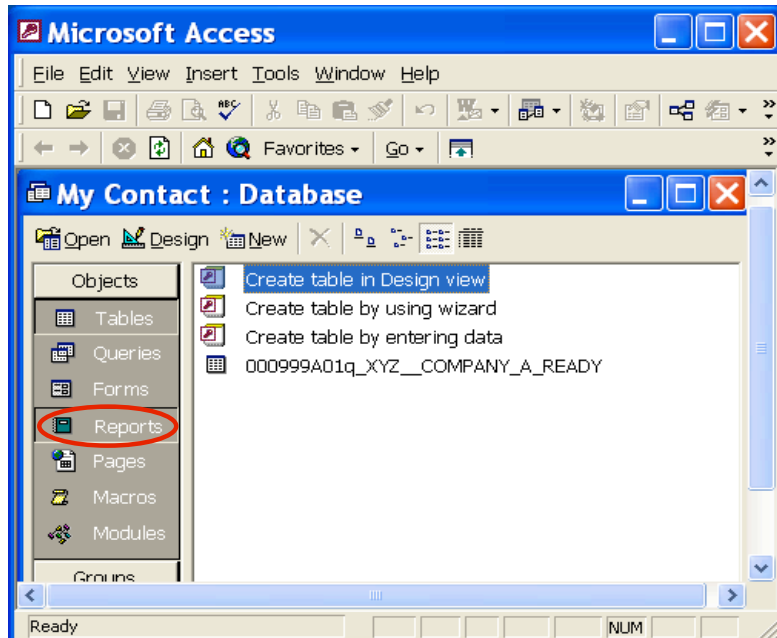 Microsoft Access
File Edit View Insert Tools Window Help
ABC
Favorites Go
My Contact : Database
Open Design New
Objects
Tables
Queries
Forms
Reports
Pages
Macros
Modules
Groups
Create table in Design view
Create table by using wizard
Create table by entering data
000999A01q_XYZ__COMPANY_A_READY
Ready NUM